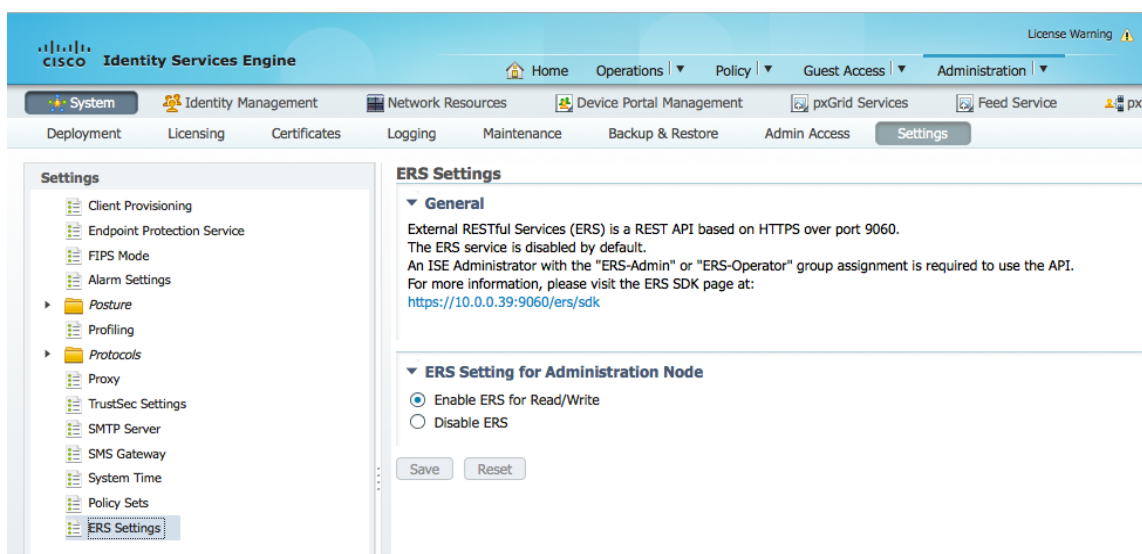 License Warning
CISCO Identity Services Engine
Home Operations Policy Guest Access Administration
System Identity Management Network Resources Device Portal Management pxGrid Services Feed Service px
Deployment Licensing Certificates Logging Maintenance Backup & Restore Admin Access Settings
Settings
Client Provisioning
Endpoint Protection Service
FIPS Mode
Alarm Settings
Posture
Profiling
Protocols
Proxy
TrustSec Settings
SMTP Server
SMS Gateway
System Time
Policy Sets
ERS Settings
ERS Settings
General
External RESTful Services (ERS) is a REST API based on HTTPS over port 9060.
The ERS service is disabled by default.
An ISE Administrator with the "ERS-Admin" or "ERS-Operator" group assignment is required to use the API.
For more information, please visit the ERS SDK page at:
https://10.0.0.39:9060/ers/sdk
ERS Setting for Administration Node
Enable ERS for Read/Write
Disable ERS
Save Reset